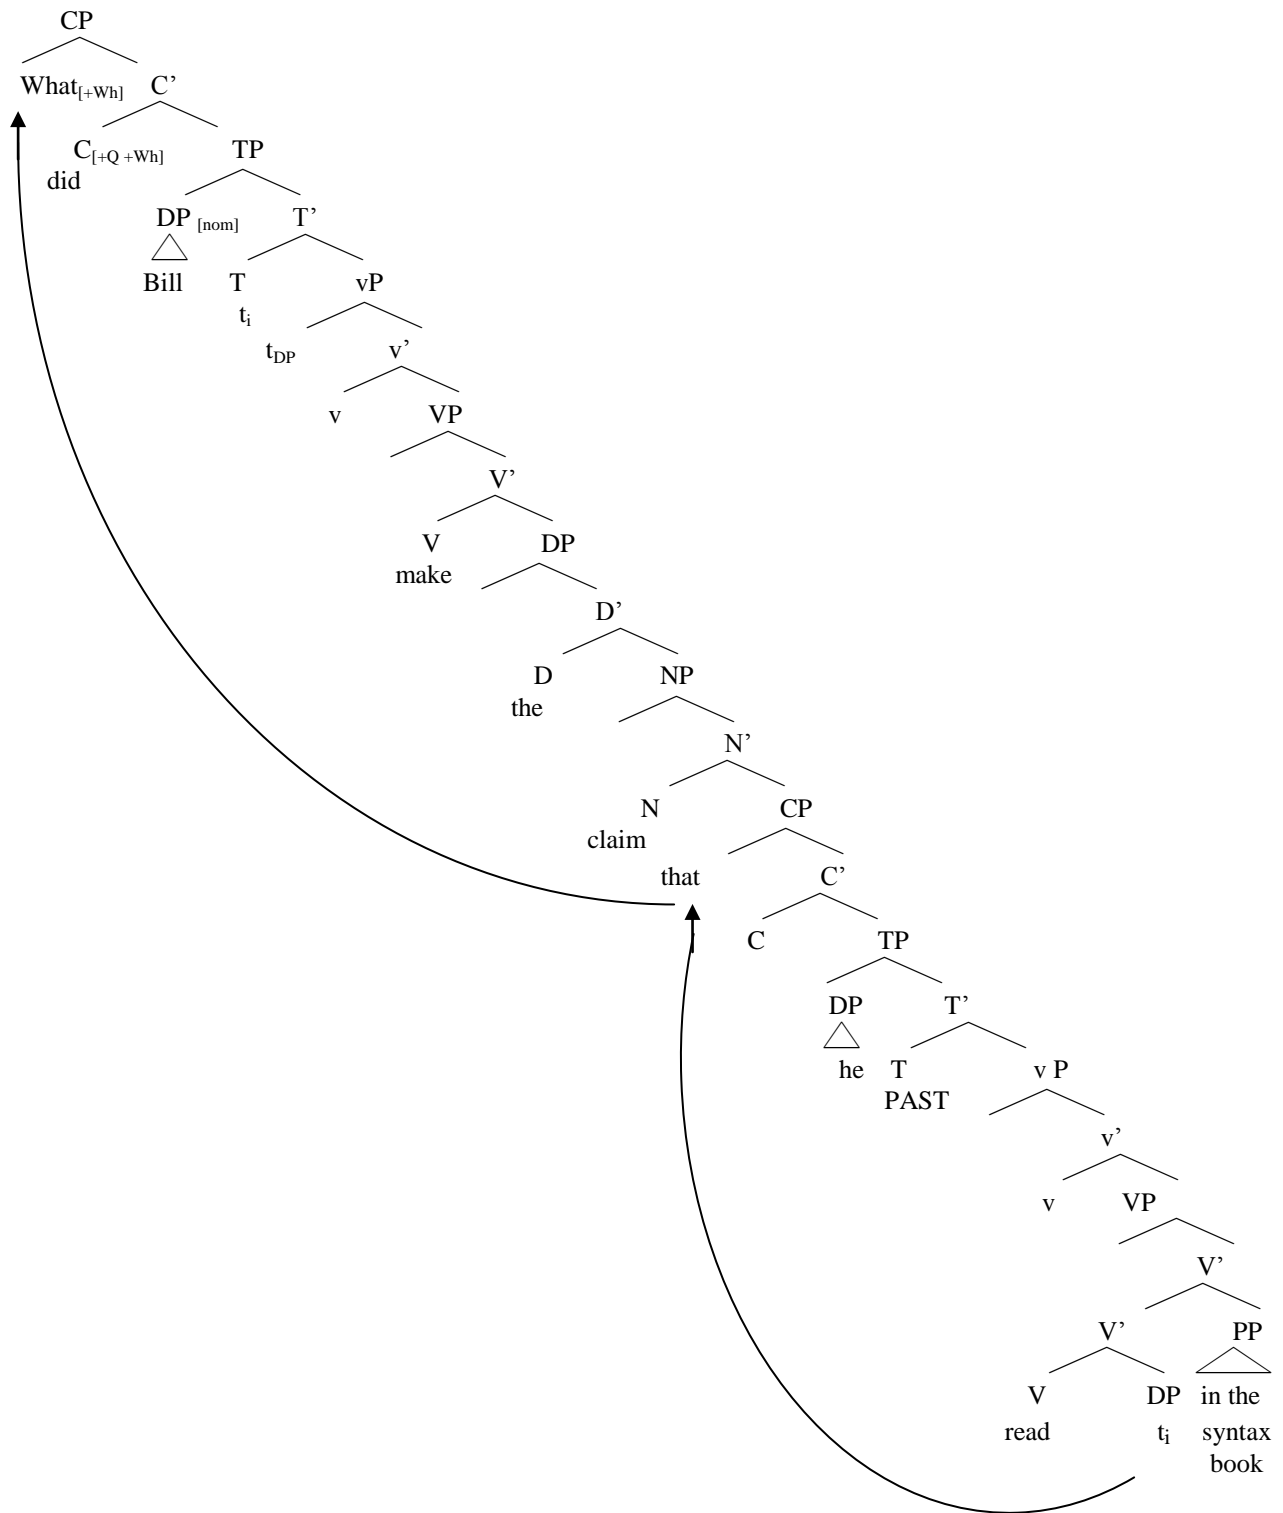 CP
What[+Wh] C’
C[+Q +Wh] TP
did
DP [nom] T’
Bill T vP
ti
tDP v’
v VP
V’
V DP
make
D’
D NP
the
N’
N CP
claim
that C’
C TP
DP T’
he T v P
PAST
v’
v VP
V’
V’ PP
V DP in the
read ti syntax
book